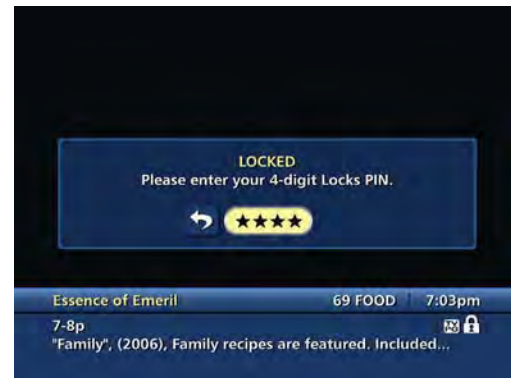 LOCKED
Please enter your 4-digit Locks PIN.
★★★★
Essence of Emeril 69 FOOD 7:03pm
7-8p
"Family", (2006), Family recipes are featured. Included...